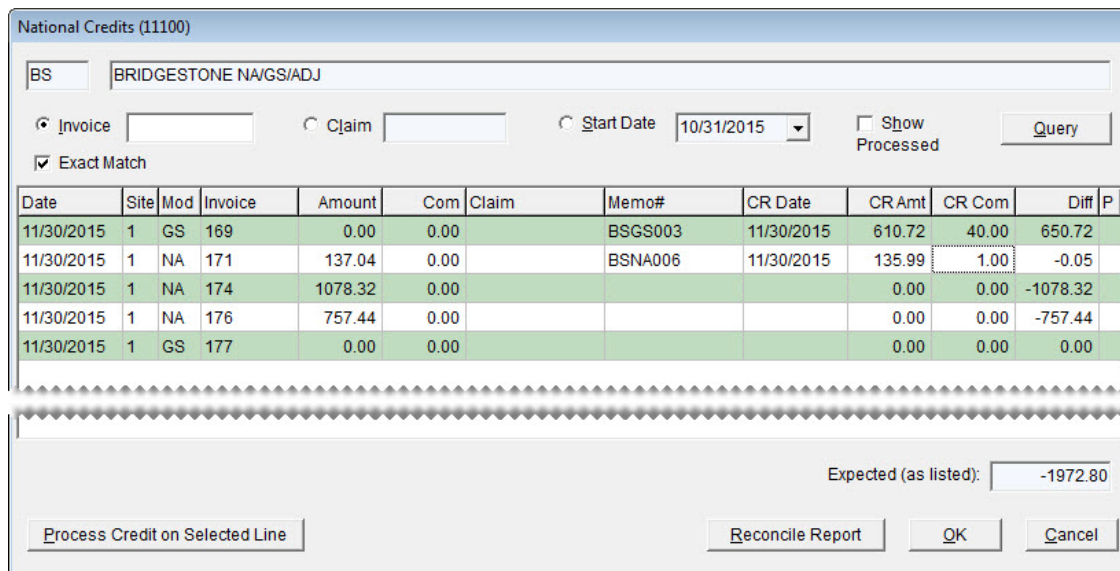 National Credits (11100)
BS BRIDGESTONE NA/GS/ADJ
Invoice Claim Start Date 10/31/2015 Show Processed Query
Exact Match
Date Site Mod Invoice Amount Com Claim Memo# CR Date CR Amt CR Com Diff P
11/30/2015 1 GS 169 0.00 0.00 BSGS003 11/30/2015 610.72 40.00 650.72
11/30/2015 1 NA 171 137.04 0.00 BSNA006 11/30/2015 135.99 1.00 -0.05
11/30/2015 1 NA 174 1078.32 0.00 0.00 0.00 -1078.32
11/30/2015 1 NA 176 757.44 0.00 0.00 0.00 -757.44
11/30/2015 1 GS 177 0.00 0.00 0.00 0.00 0.00
Expected (as listed): -1972.80
Process Credit on Selected Line Reconcile Report OK Cancel